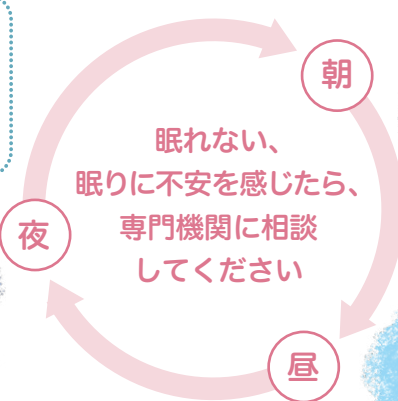 朝
眠れない、
眠りに不安を感じたら、
専門機関に相談
してください
夜
昼